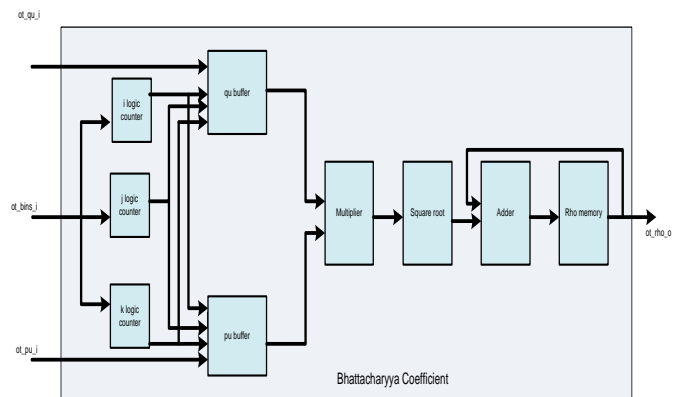 ot_qu_i
i logic
counter
qu buffer
j logic
counter
ot_bins_i
Multiplier
Square root
Adder
Rho memory
ot_rho_o
k logic
counter
pu buffer
ot_pu_i
Bhattacharyya Coefficient